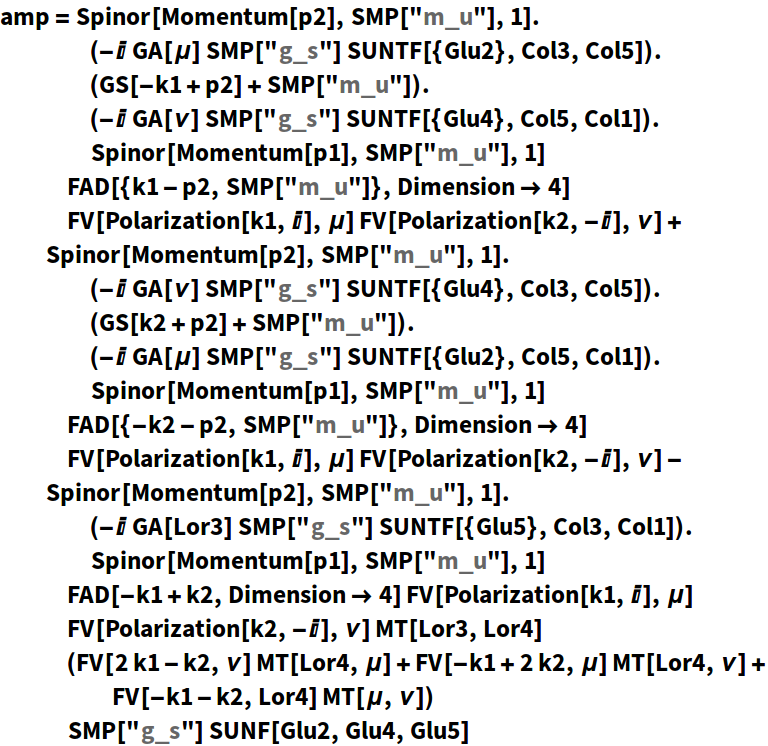 amp = Spinor[Momentum[p2], SMP["m_u"], 1].
(-ⅈ GA[μ] SMP["g_s"] SUNTF[{Glu2}, Col3, Col5]).
(GS[-k1 + p2] + SMP["m_u"]).
(-ⅈ GA[ν] SMP["g_s"] SUNTF[{Glu4}, Col5, Col1]).
Spinor[Momentum[p1], SMP["m_u"], 1]
FAD[{k1 - p2, SMP["m_u"]}, Dimension → 4]
FV[Polarization[k1, ⅈ], μ] FV[Polarization[k2, -ⅈ], ν] +
Spinor[Momentum[p2], SMP["m_u"], 1].
(-ⅈ GA[ν] SMP["g_s"] SUNTF[{Glu4}, Col3, Col5]).
(GS[k2 + p2] + SMP["m_u"]).
(-ⅈ GA[μ] SMP["g_s"] SUNTF[{Glu2}, Col5, Col1]).
Spinor[Momentum[p1], SMP["m_u"], 1]
FAD[{-k2 - p2, SMP["m_u"]}, Dimension → 4]
FV[Polarization[k1, ⅈ], μ] FV[Polarization[k2, -ⅈ], ν] -
Spinor[Momentum[p2], SMP["m_u"], 1].
(-ⅈ GA[Lor3] SMP["g_s"] SUNTF[{Glu5}, Col3, Col1]).
Spinor[Momentum[p1], SMP["m_u"], 1]
FAD[-k1 + k2, Dimension → 4] FV[Polarization[k1, ⅈ], μ]
FV[Polarization[k2, -ⅈ], ν] MT[Lor3, Lor4]
(FV[2 k1 - k2, ν] MT[Lor4, μ] + FV[-k1 + 2 k2, μ] MT[Lor4, ν] +
FV[-k1 - k2, Lor4] MT[μ, ν])
SMP["g_s"] SUNF[Glu2, Glu4, Glu5]